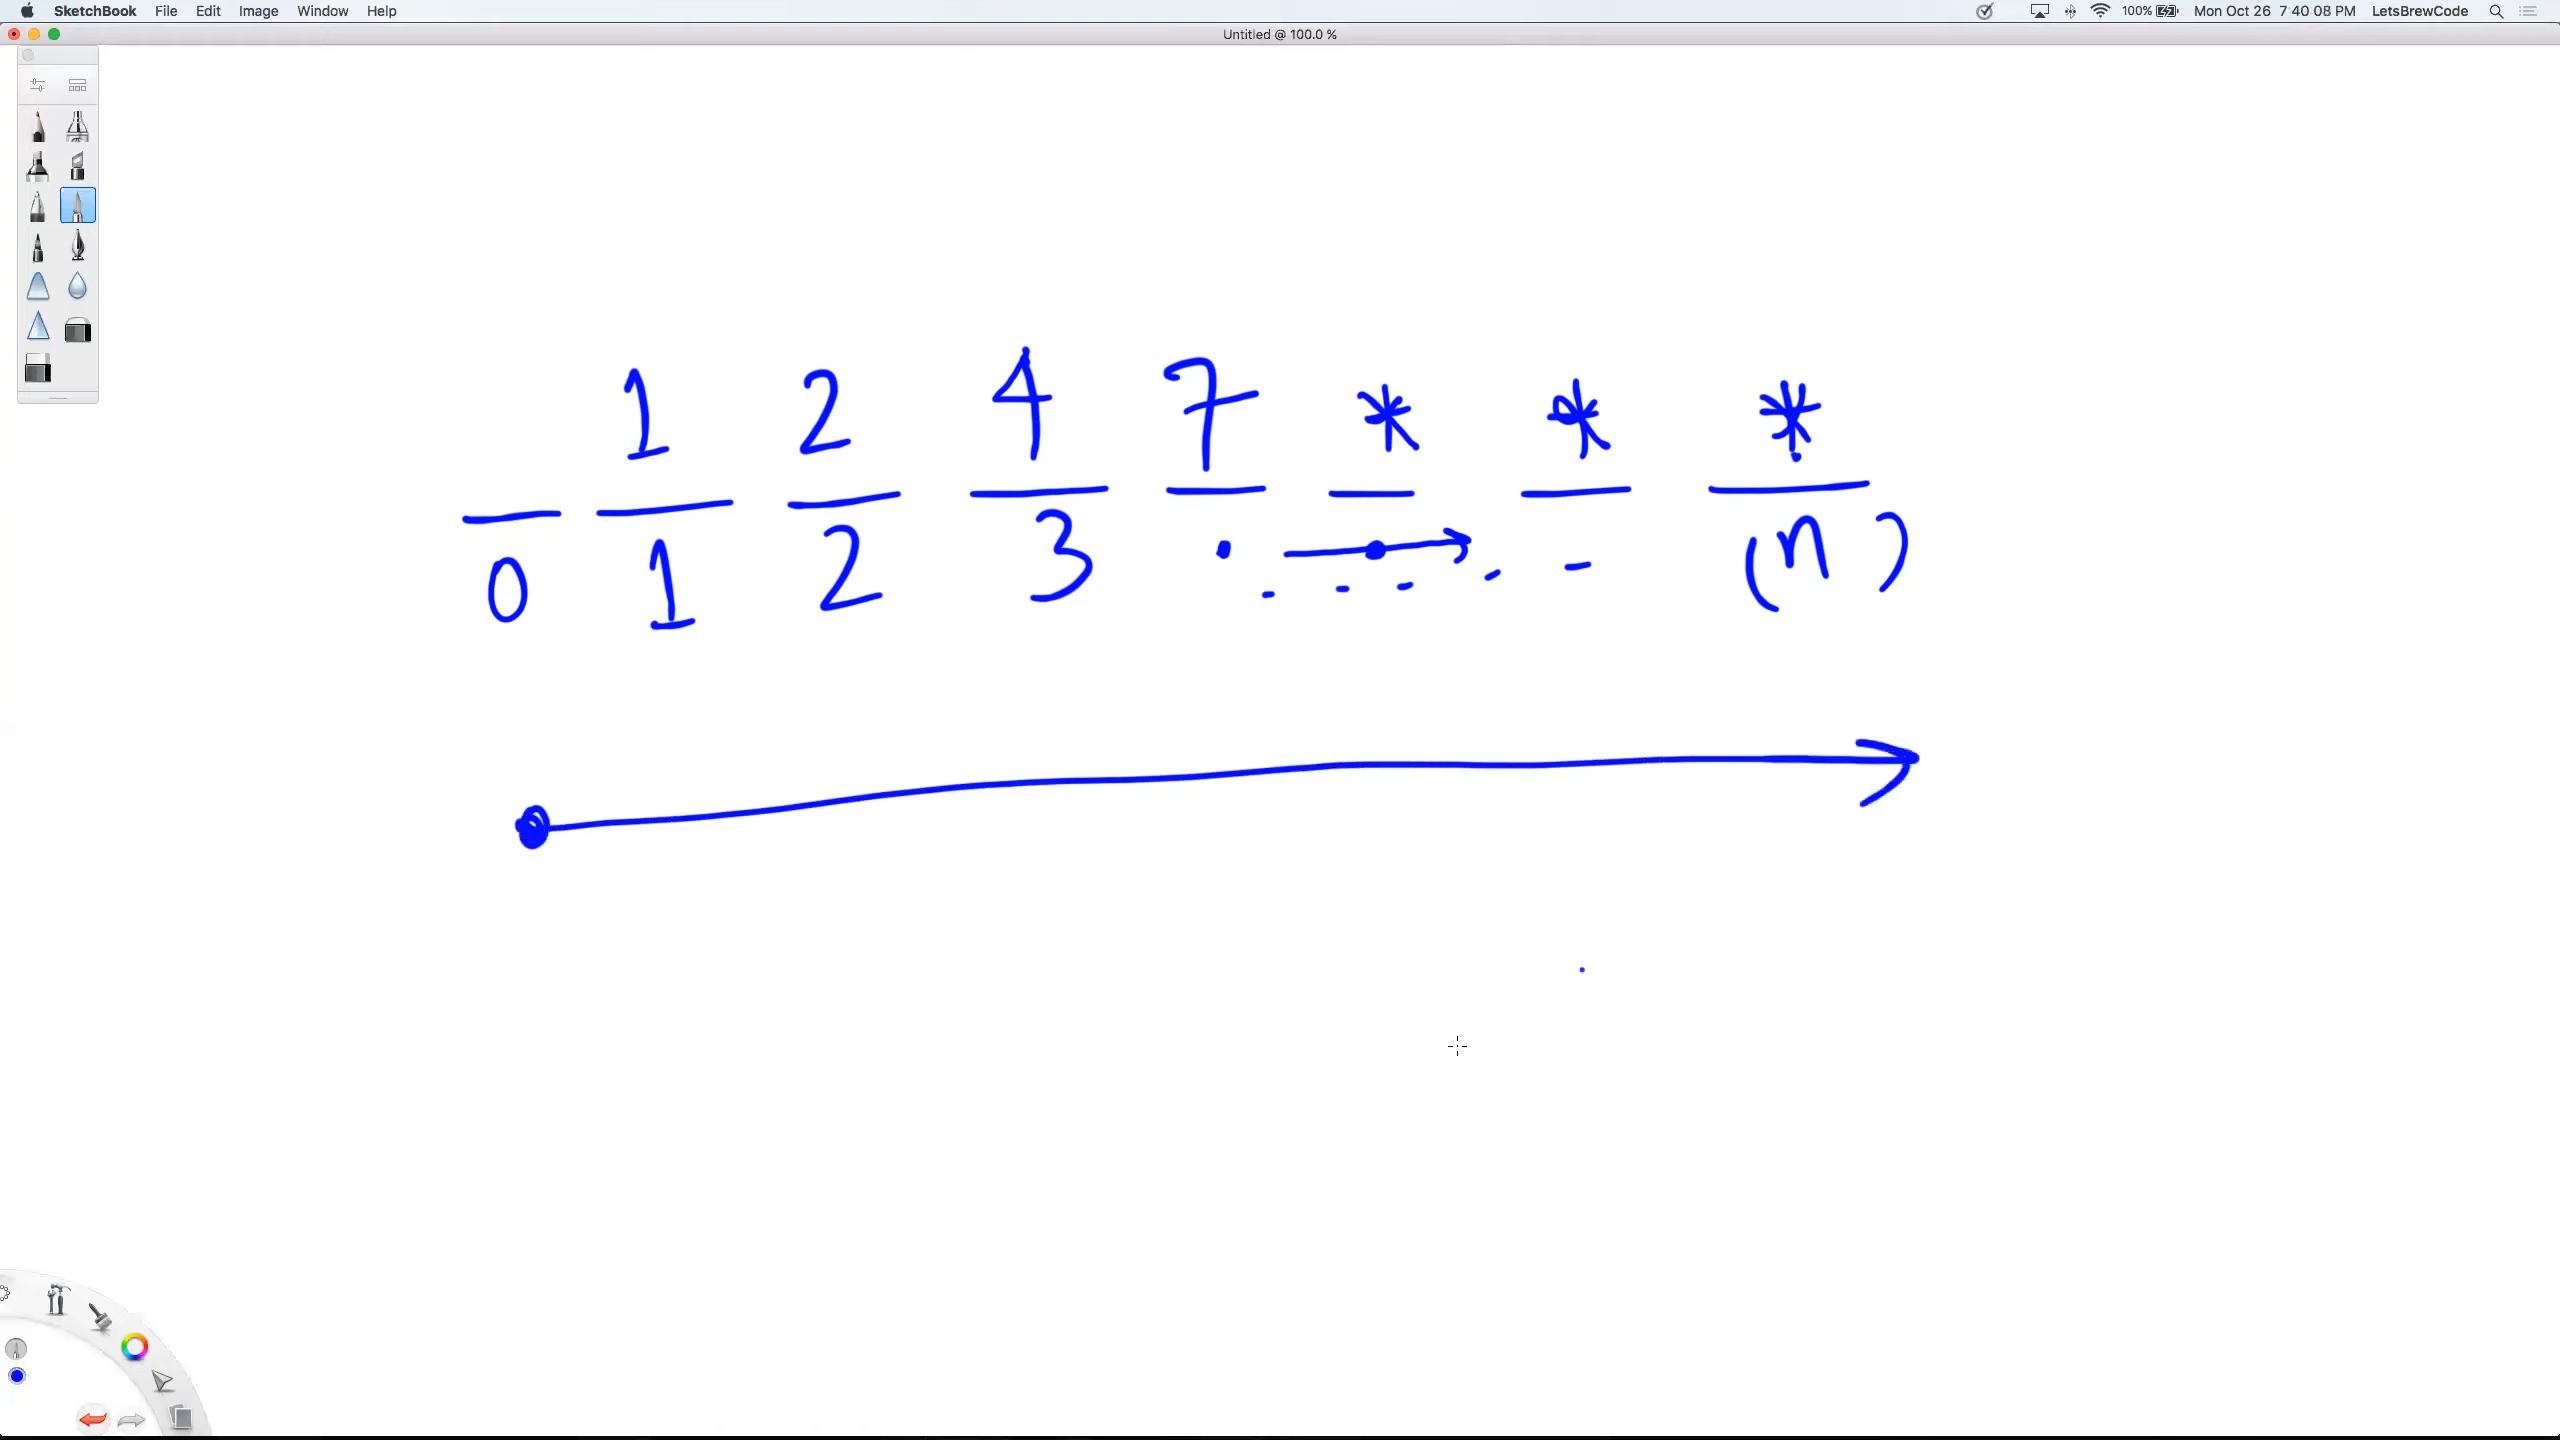 SketchBook File Edit Image Window Help 100% Mon Oct 26 7:40:08 PM LetsBrewCode
Untitled @ 100.0 %
1 2 4 7 * * *
0 1 2 3 . . - - . - (n)